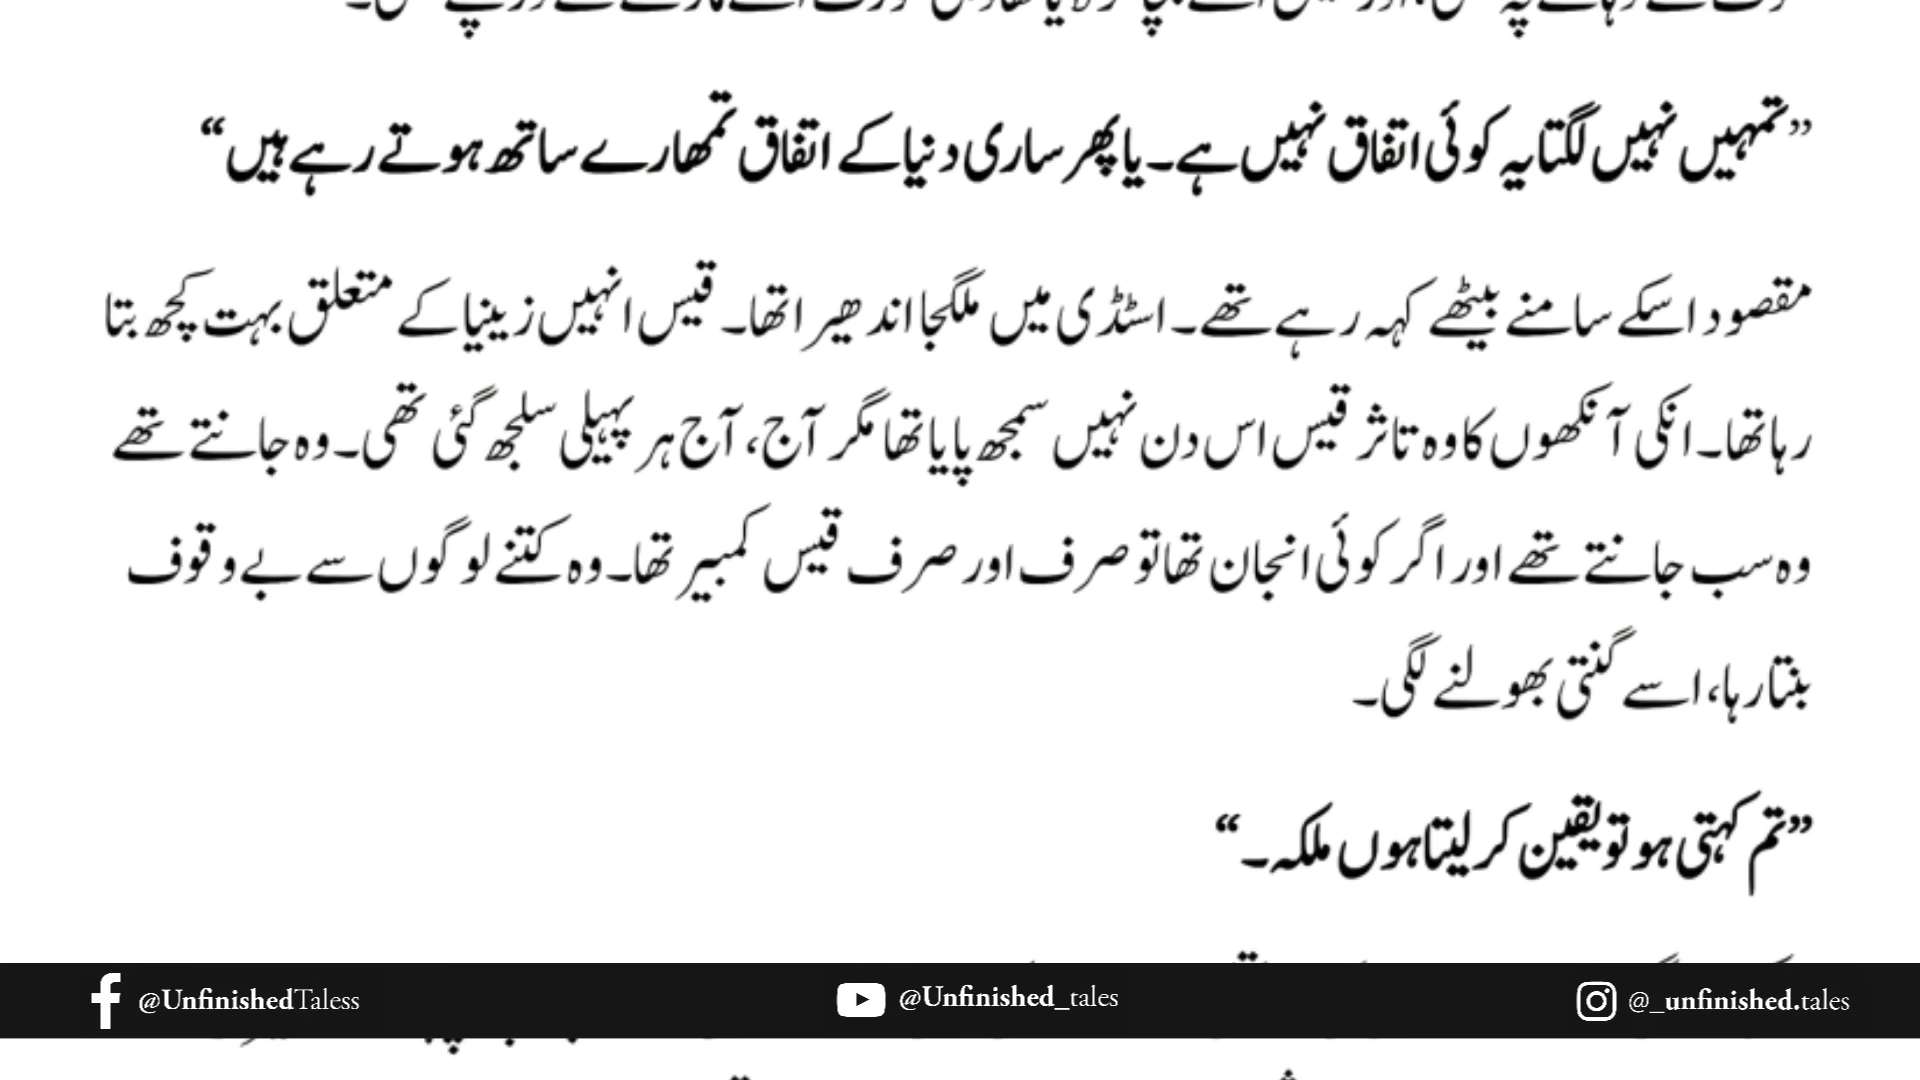 ”تمہیں نہیں لگتا یہ کوئی اتفاق نہیں ہے۔ یا پھر ساری دنیا کے اتفاق تمھارے ساتھ ہوتے رہے ہیں“
مقصود اسکے سامنے بیٹھے کہہ رہے تھے۔ اسٹڈی میں ملگجا اندھیرا تھا۔ قیس انہیں زینیا کے متعلق بہت کچھ بتا
رہا تھا۔ انکی آنکھوں کا وہ تاثر قیس اس دن نہیں سمجھ پایا تھا مگر آج، آج ہر پہیلی سلجھ گئی تھی۔ وہ جانتے تھے
وہ سب جانتے تھے اور اگر کوئی انجان تھا تو صرف اور صرف قیس کمبیر تھا۔ وہ کتنے لوگوں سے بے وقوف
بنتا رہا، اسے گنتی بھولنے لگی۔
”تم کہتی ہو تو یقین کر لیتا ہوں ملکہ۔“
@UnfinishedTaless
@Unfinished_tales
@_unfinished.tales